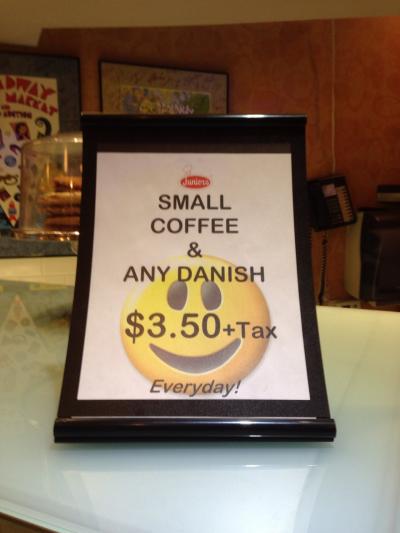 Junior's
SMALL
COFFEE
&
ANY DANISH
$3.50+Tax
Everyday!